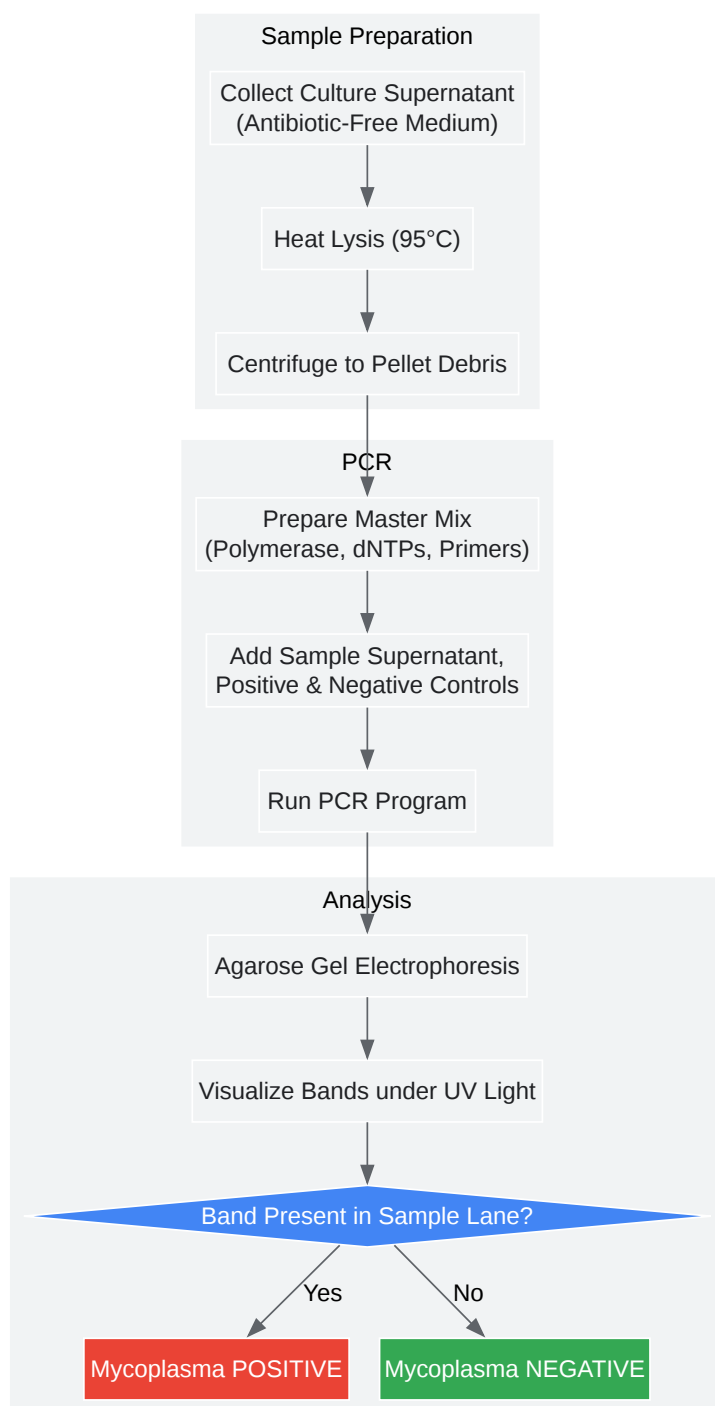 Sample Preparation
Collect Culture Supernatant
(Antibiotic-Free Medium)
Heat Lysis (95°C)
Centrifuge to Pellet Debris
PCR
Prepare Master Mix
(Polymerase, dNTPs, Primers)
Add Sample Supernatant,
Positive & Negative Controls
Run PCR Program
Analysis
Agarose Gel Electrophoresis
Visualize Bands under UV Light
Band Present in Sample Lane?
Yes
No
Mycoplasma POSITIVE
Mycoplasma NEGATIVE